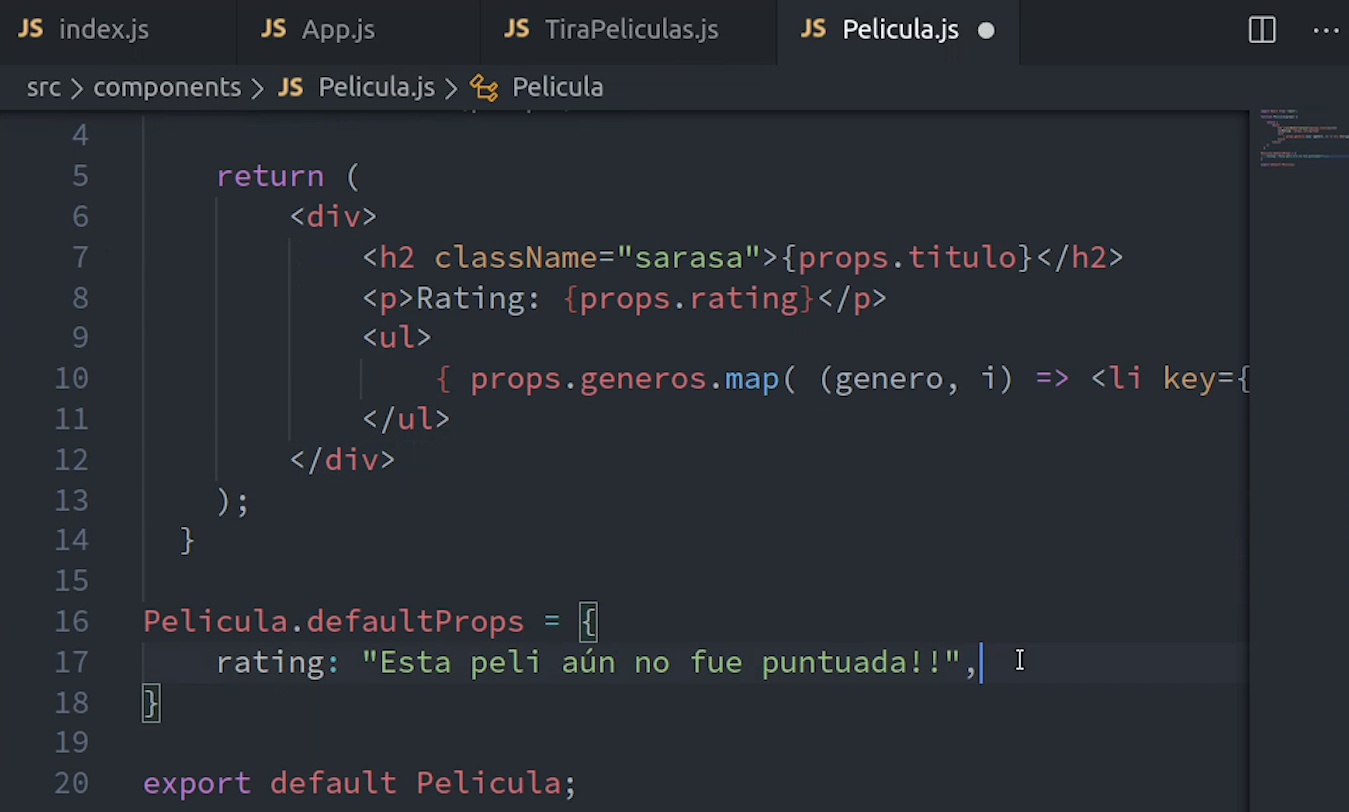 JS index.js JS App.js JS TiraPeliculas.js JS Pelicula.js
src > components > JS Pelicula.js > Pelicula
4
5 return (
6 <div>
7 <h2 className="sarasa">{props.titulo}</h2>
8 <p>Rating: {props.rating}</p>
9 <ul>
10 { props.generos.map( (genero, i) => <li key={
11 </ul>
12 </div>
13 );
14 }
15
16 Pelicula.defaultProps = {
17 rating: "Esta peli aún no fue puntuada!!",
18 }
19
20 export default Pelicula;